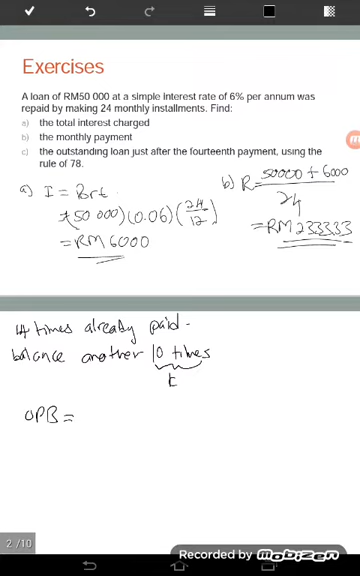 Exercises
A loan of RM50 000 at a simple interest rate of 6% per annum was
repaid by making 24 monthly installments. Find:
a) the total interest charged
b) the monthly payment
c) the outstanding loan just after the fourteenth payment, using the
rule of 78.
a) I = Brt
= (50 000)(0.06)(24/12)
= RM 6000
b) R = 50000 + 6000
24
= RM 2333.33
14 times already paid.
balance another 10 times
k
OPB =
2../10
Recorded by Mobizen